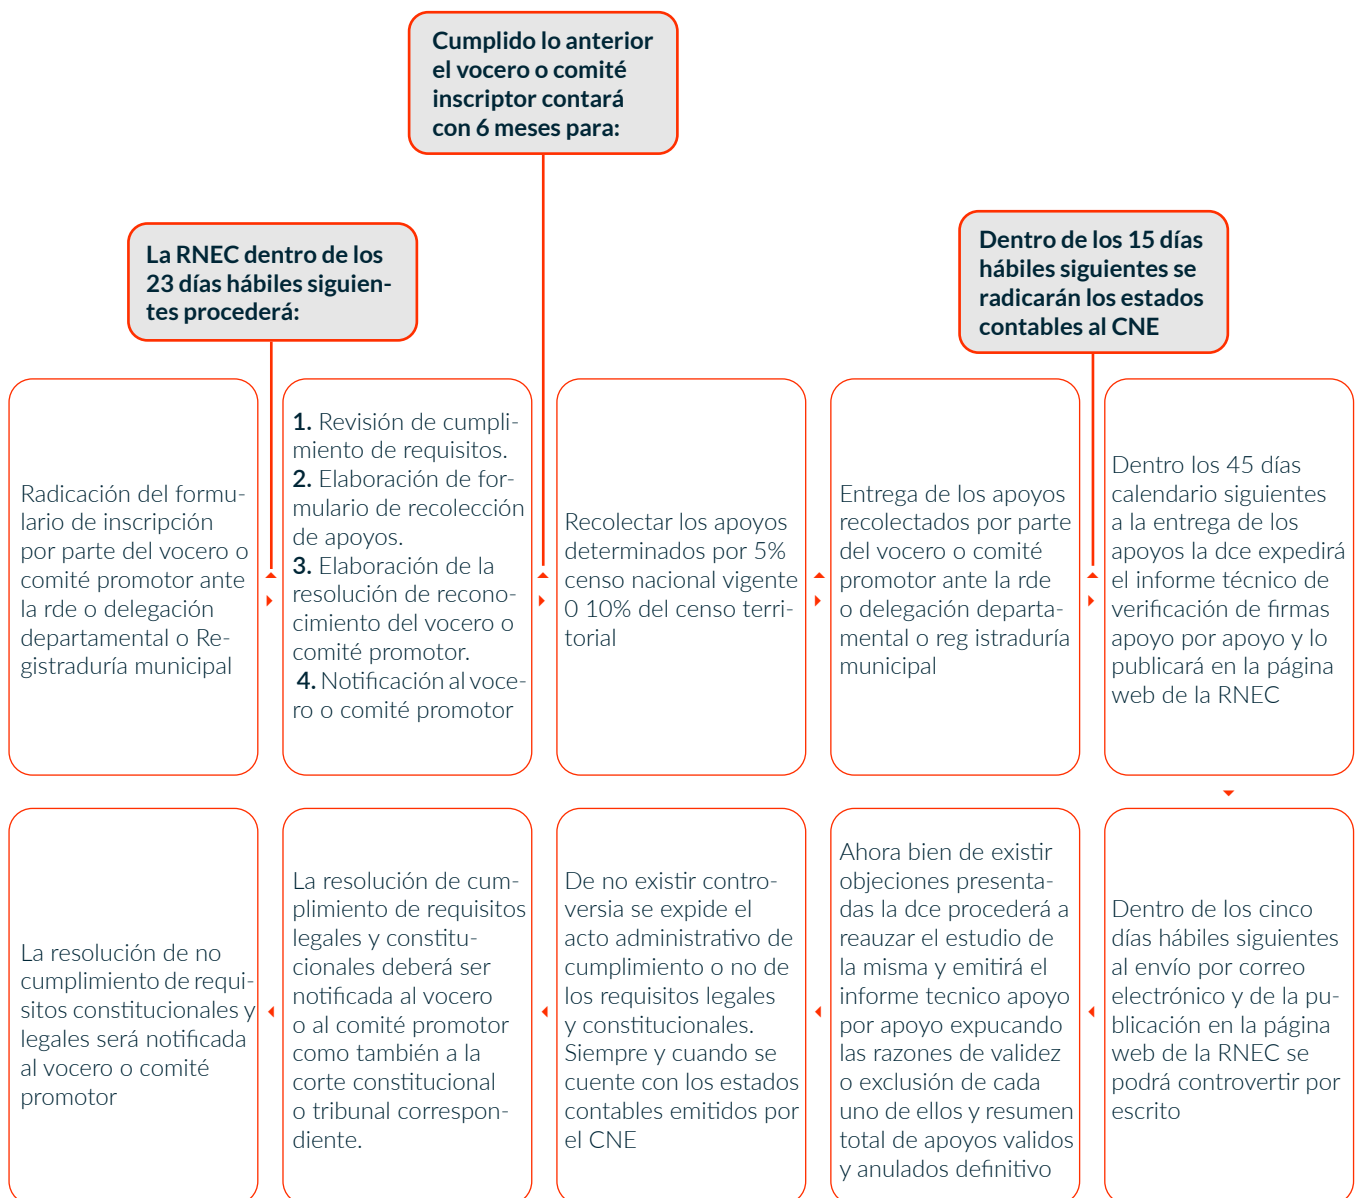 Cumplido lo anterior
el vocero o comité
inscriptor contará
con 6 meses para:
La RNEC dentro de los
23 días hábiles siguien-
tes procederá:
Dentro de los 15 días
hábiles siguientes se
radicarán los estados
contables al CNE
Radicación del formu-
lario de inscripción
por parte del vocero o
comité promotor ante
la rde o delegación
departamental o Re-
gistraduría municipal
1. Revisión de cumpli-
miento de requisitos.
2. Elaboración de for-
mulario de recolección
de apoyos.
3. Elaboración de la
resolución de recono-
cimiento del vocero o
comité promotor.
4. Notificación al voce-
ro o comité promotor
Recolectar los apoyos
determinados por 5%
censo nacional vigente
0 10% del censo terri-
torial
Entrega de los apoyos
recolectados por parte
del vocero o comité
promotor ante la rde
o delegación departa-
mental o reg istraduría
municipal
Dentro los 45 días
calendario siguientes
a la entrega de los
apoyos la dce expedirá
el informe técnico de
verificación de firmas
apoyo por apoyo y lo
publicará en la página
web de la RNEC
La resolución de no
cumplimiento de requi-
sitos constitucionales y
legales será notificada
al vocero o comité
promotor
La resolución de cum-
plimiento de requisitos
legales y constitu-
cionales deberá ser
notificada al vocero
o al comité promotor
como también a la
corte constitucional
o tribunal correspon-
diente.
De no existir contro-
versia se expide el
acto administrativo de
cumplimiento o no de
los requisitos legales
y constitucionales.
Siempre y cuando se
cuente con los estados
contables emitidos por
el CNE
Ahora bien de existir
objeciones presenta-
das la dce procederá a
reauzar el estudio de
la misma y emitirá el
informe tecnico apoyo
por apoyo expucando
las razones de validez
o exclusión de cada
uno de ellos y resumen
total de apoyos validos
y anulados definitivo
Dentro de los cinco
días hábiles siguientes
al envío por correo
electrónico y de la pu-
blicación en la página
web de la RNEC se
podrá controvertir por
escrito